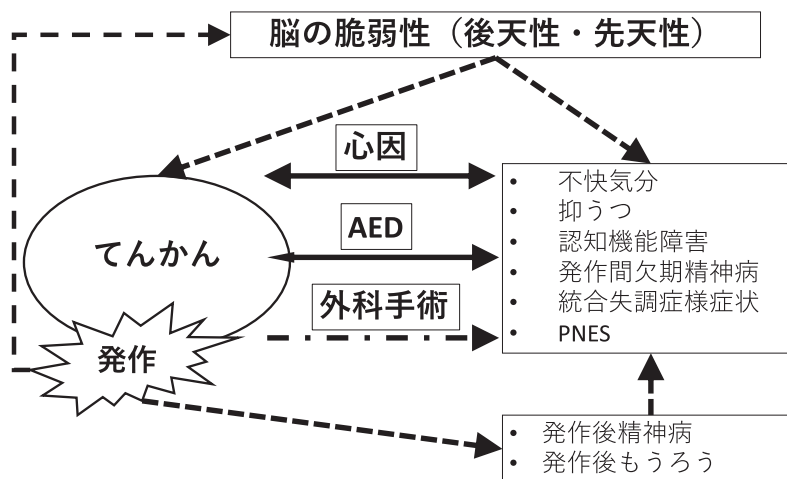 脳の脆弱性（後天性・先天性）
心因
AED
外科手術
てんかん
発作
• 不快気分
• 抑うつ
• 認知機能障害
• 発作間欠期精神病
• 統合失調症様症状
• PNES
• 発作後精神病
• 発作後もうろう